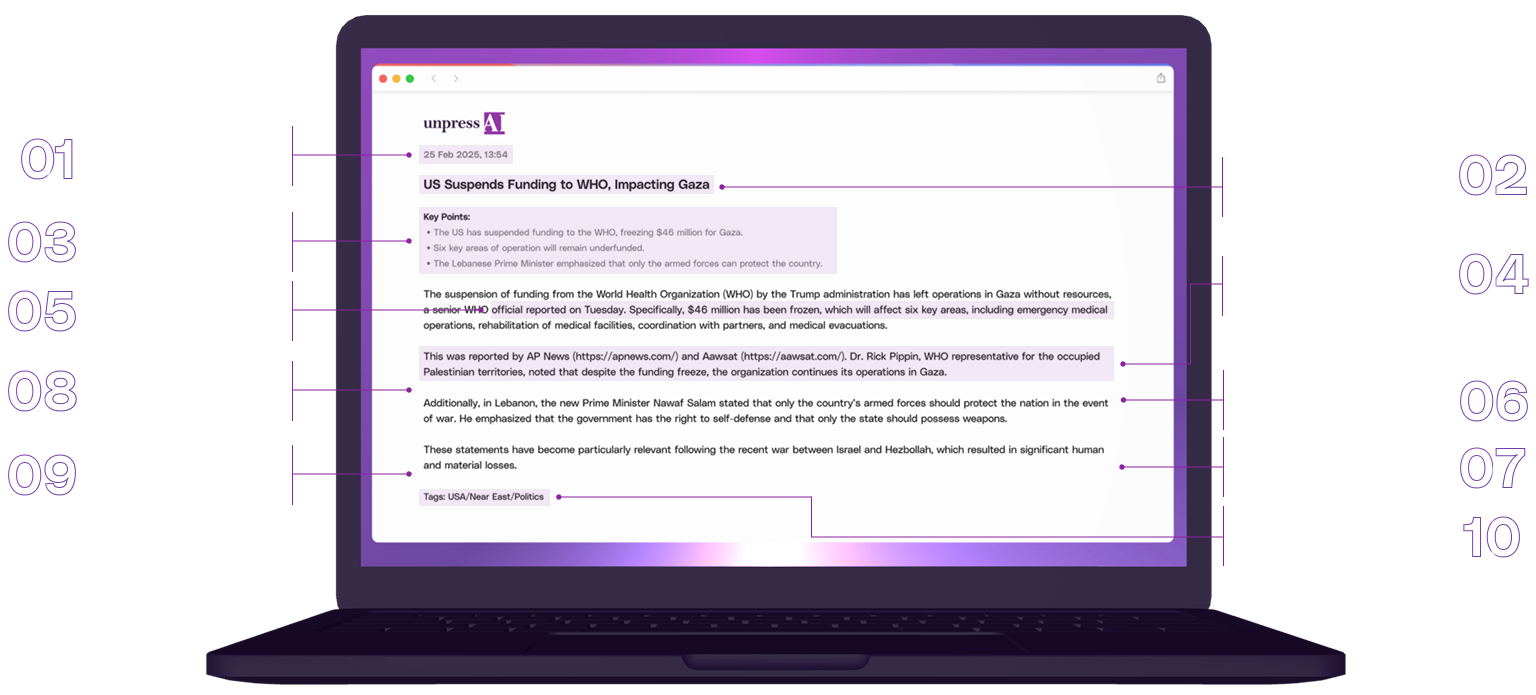 unpress AI
25 Feb 2025, 13:54
US Suspends Funding to WHO, Impacting Gaza
Key Points:
• The US has suspended funding to the WHO, freezing $46 million for Gaza.
• Six key areas of operation will remain underfunded.
• The Lebanese Prime Minister emphasized that only the armed forces can protect the country.
The suspension of funding from the World Health Organization (WHO) by the Trump administration has left operations in Gaza without resources,
a senior WHO official reported on Tuesday. Specifically, $46 million has been frozen, which will affect six key areas, including emergency medical
operations, rehabilitation of medical facilities, coordination with partners, and medical evacuations.
This was reported by AP News (https://apnews.com/) and Aawsat (https://aawsat.com/). Dr. Rick Pippin, WHO representative for the occupied
Palestinian territories, noted that despite the funding freeze, the organization continues its operations in Gaza.
Additionally, in Lebanon, the new Prime Minister Nawaf Salam stated that only the country's armed forces should protect the nation in the event
of war. He emphasized that the government has the right to self-defense and that only the state should possess weapons.
These statements have become particularly relevant following the recent war between Israel and Hezbollah, which resulted in significant human
and material losses.
Tags: USA/Near East/Politics
01
02
03
04
05
06
08
07
09
10